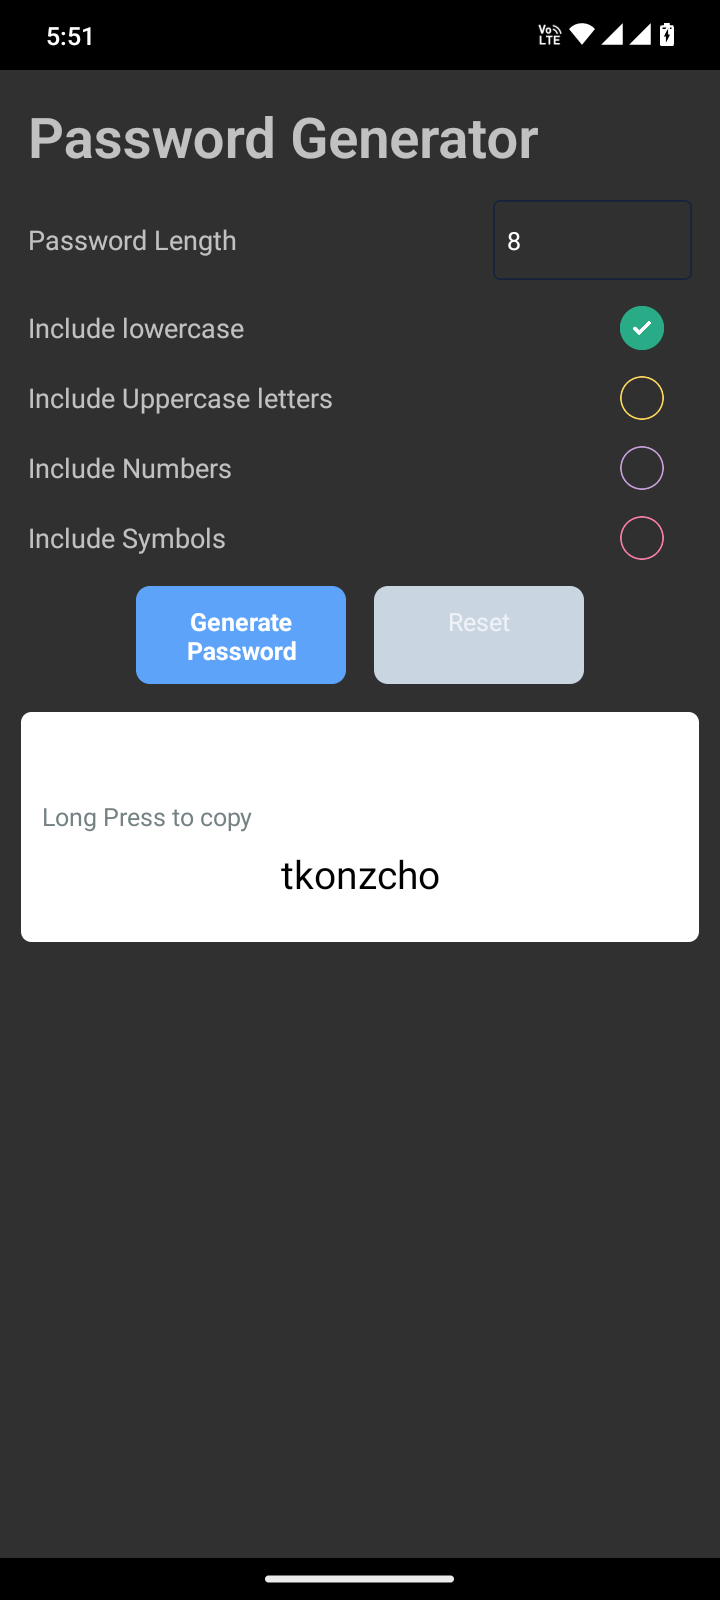 5:51
Vo LTE
Password Generator
Password Length
8
Include lowercase
Include Uppercase letters
Include Numbers
Include Symbols
Generate
Password
Reset
Long Press to copy
tkonzcho